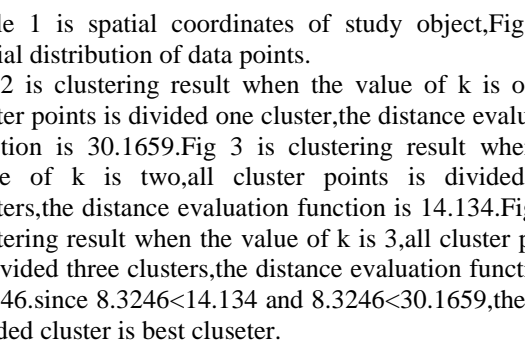 le 1 is spatial coordinates of study object,Fig
ial distribution of data points.
2 is clustering result when the value of k is o
ter points is divided one cluster,the distance evalu
tion is 30.1659.Fig 3 is clustering result whe
e of k is two,all cluster points is divided
ters,the distance evaluation function is 14.134.Fig
tering result when the value of k is 3,all cluster p
vided three clusters,the distance evaluation functi
46.since 8.3246<14.134 and 8.3246<30.1659,the
ded cluster is best cluseter.